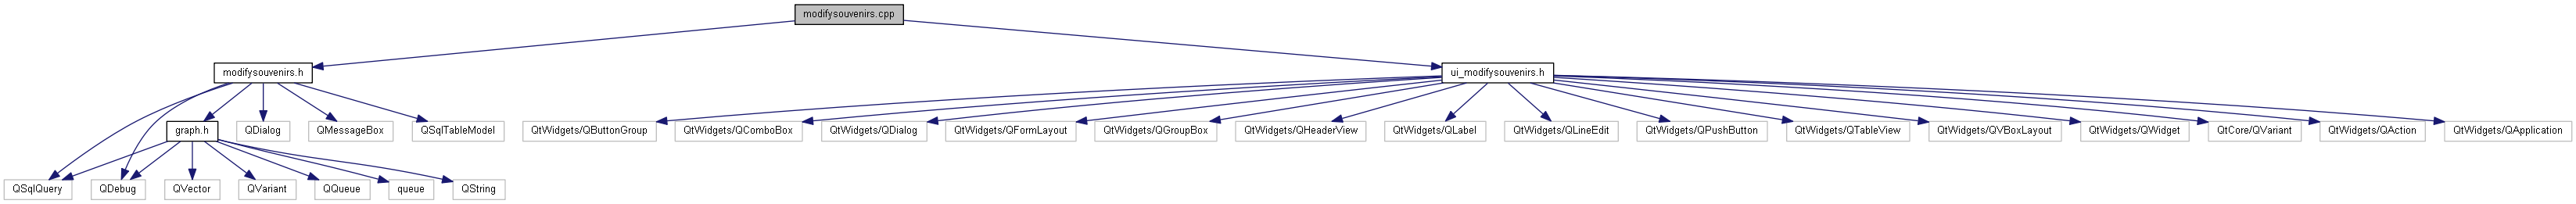 modifysouvenirs.cpp
modifysouvenirs.h
ui_modifysouvenirs.h
graph.h
QDialog
QMessageBox
QSqlTableModel
QtWidgets/QButtonGroup
QtWidgets/QComboBox
QtWidgets/QDialog
QtWidgets/QFormLayout
QtWidgets/QGroupBox
QtWidgets/QHeaderView
QtWidgets/QLabel
QtWidgets/QLineEdit
QtWidgets/QPushButton
QtWidgets/QTableView
QtWidgets/QVBoxLayout
QtWidgets/QWidget
QtCore/QVariant
QtWidgets/QAction
QtWidgets/QApplication
QSqlQuery
QDebug
QVector
QVariant
QQueue
queue
QString